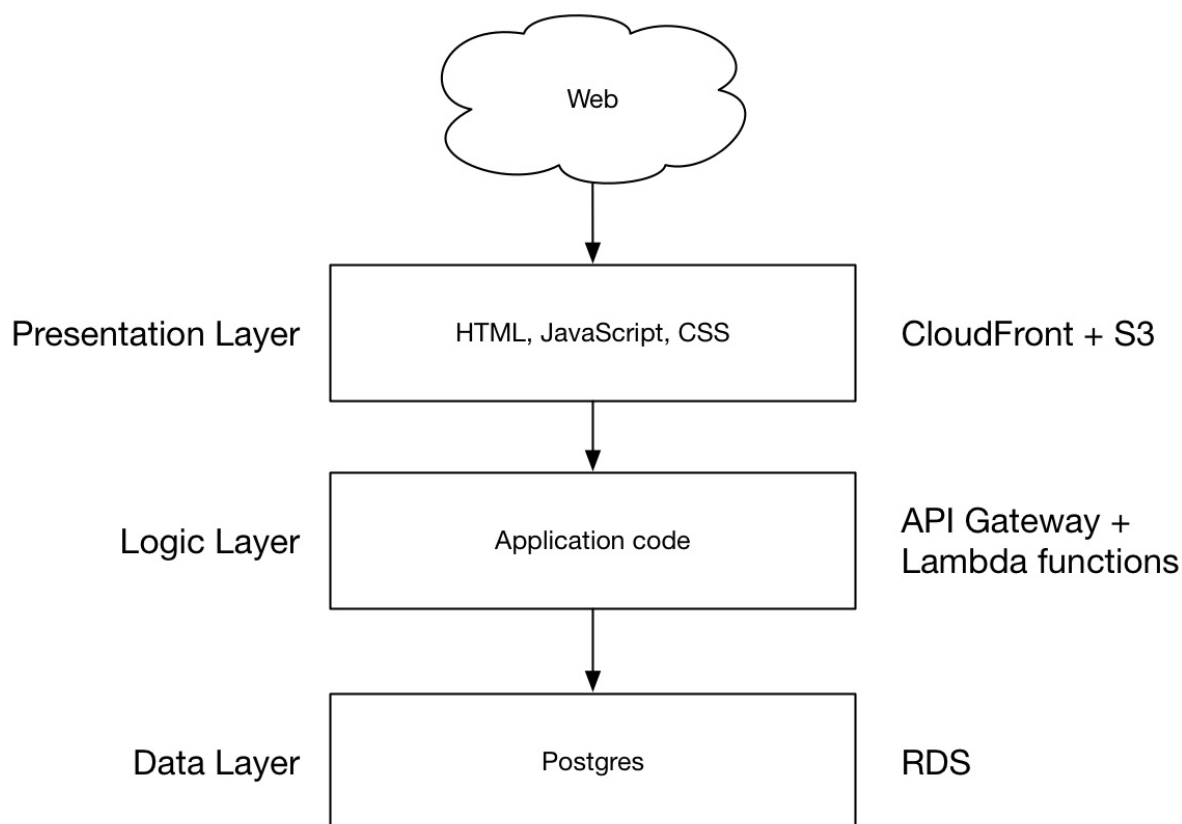 Web
Presentation Layer
HTML, JavaScript, CSS
CloudFront + S3
Logic Layer
Application code
API Gateway +
Lambda functions
Data Layer
Postgres
RDS